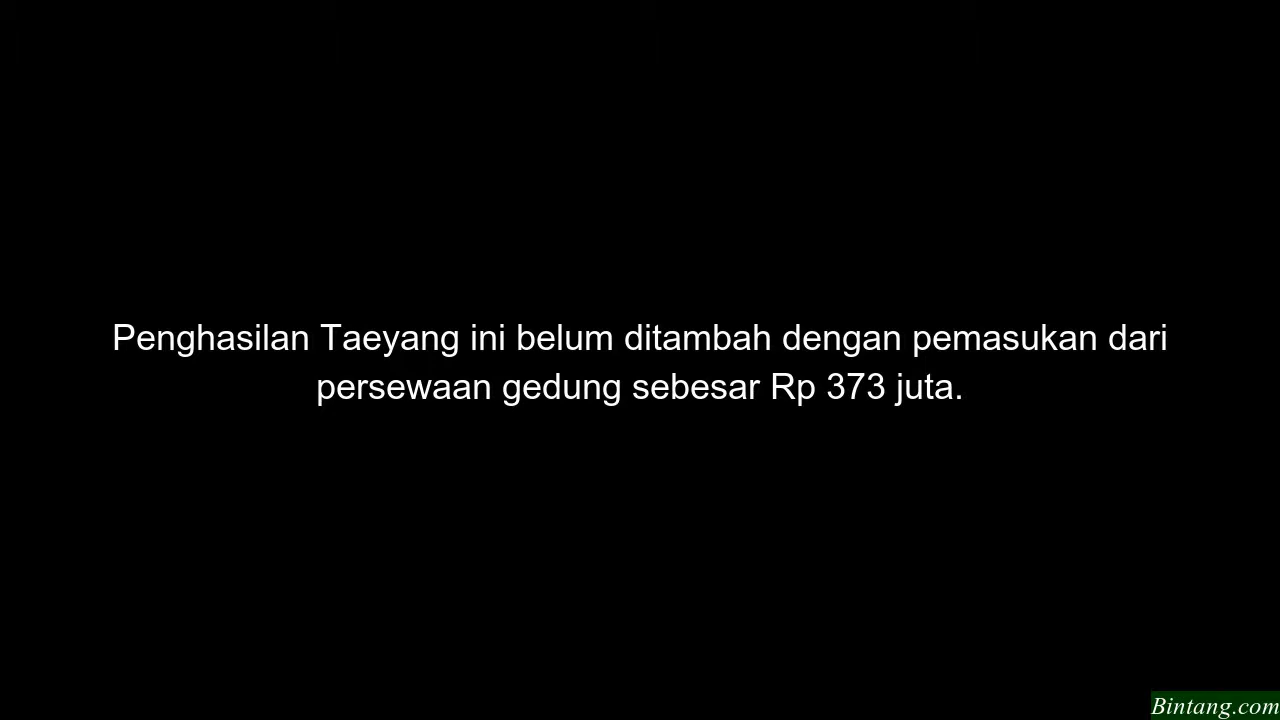 Penghasilan Taeyang ini belum ditambah dengan pemasukan dari
persewaan gedung sebesar Rp 373 juta.
Bintang.com